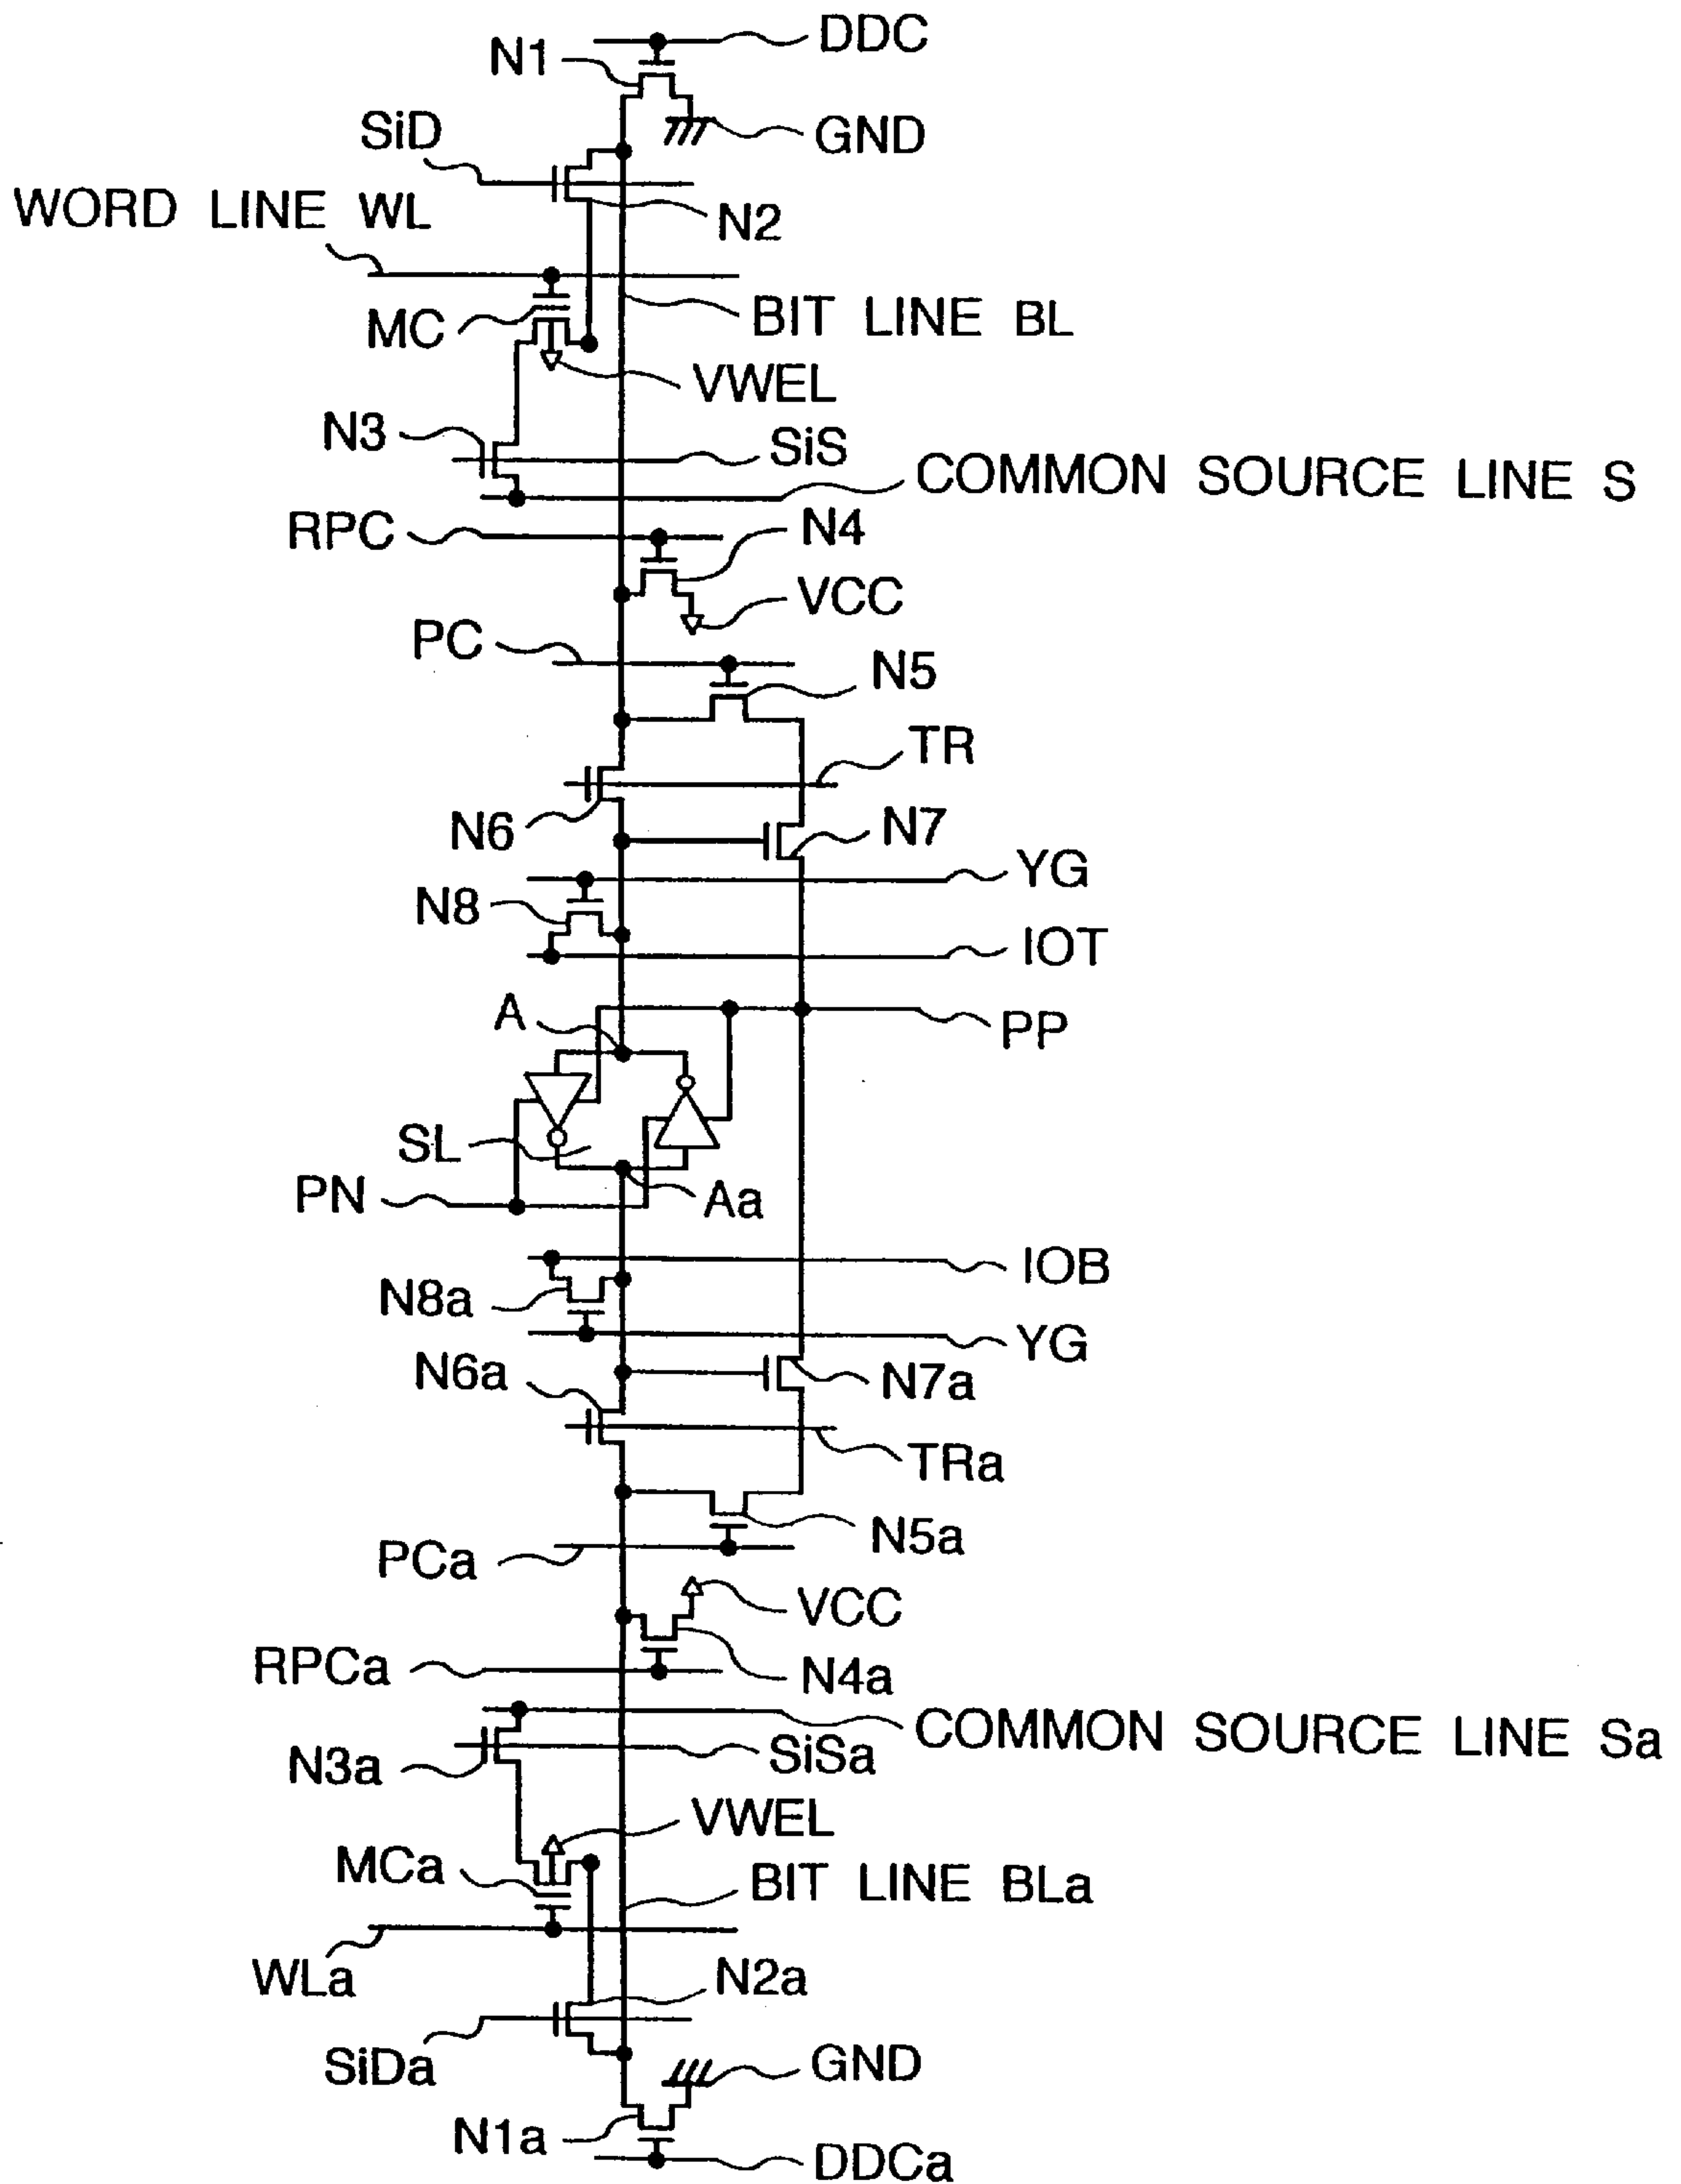 DDC
N1
GND
SiD
N2
WORD LINE WL
BIT LINE BL
MC
VWEL
N3
SiS
COMMON SOURCE LINE S
RPC
N4
VCC
PC
N5
TR
N6
N7
YG
N8
IOT
A
PP
SL
PN
Aa
IOB
N8a
YG
N6a
N7a
TRa
N5a
PCa
VCC
RPCa
N4a
COMMON SOURCE LINE Sa
SiSa
N3a
VWEL
MCa
BIT LINE BLa
WLa
N2a
SiDa
GND
N1a
DDCa